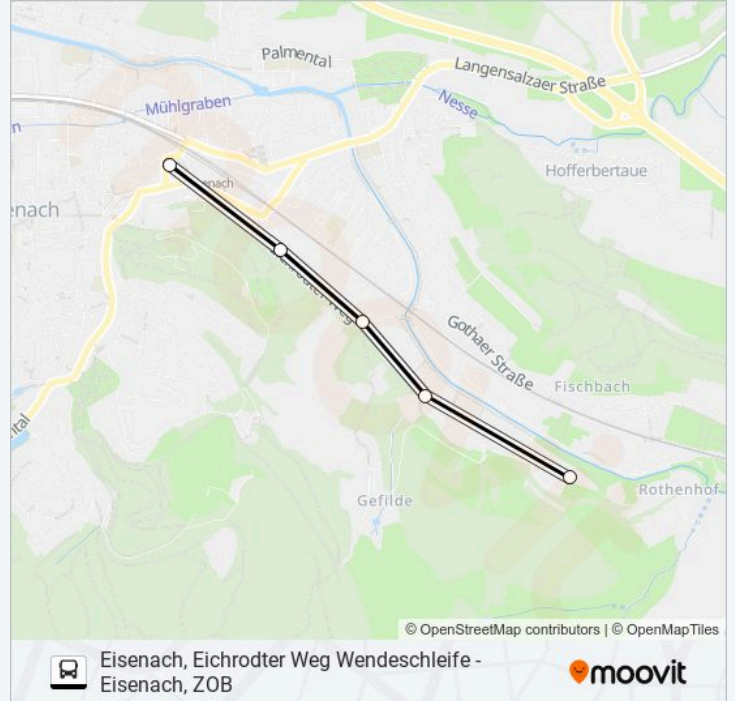 Palmental
Langensalzaer Straße
Mühlgraben
Nesse
Hofferbertaue
enach
enach
Gothaer Straße
Fischbach
Gefilde
Rothenhof
© OpenStreetMap contributors | © OpenMapTiles
Eisenach, Eichrodter Weg Wendeschleife -
Eisenach, ZOB
moovit